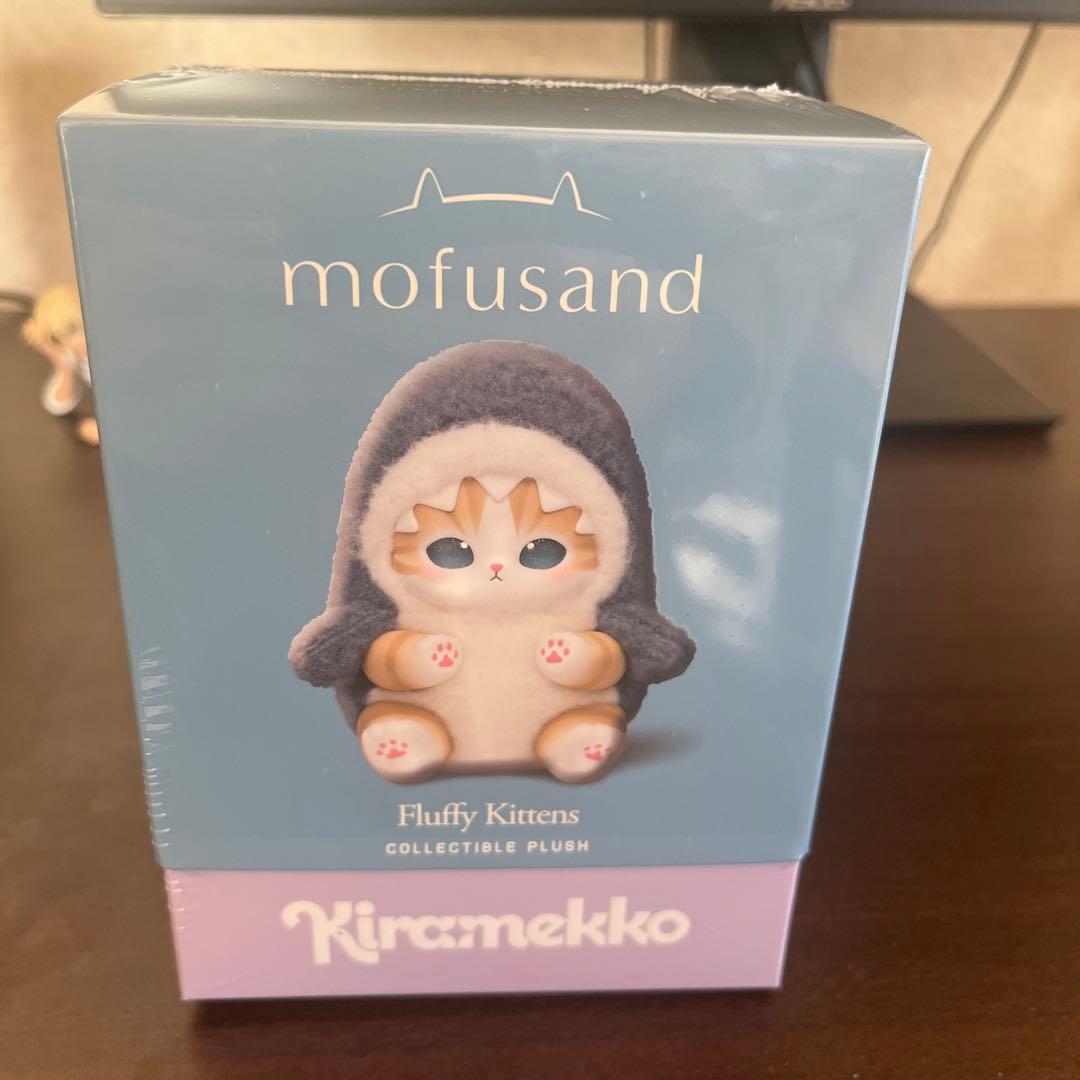 mofusand
Fluffy Kittens
COLLECTIBLE PLUSH
Kiramekko